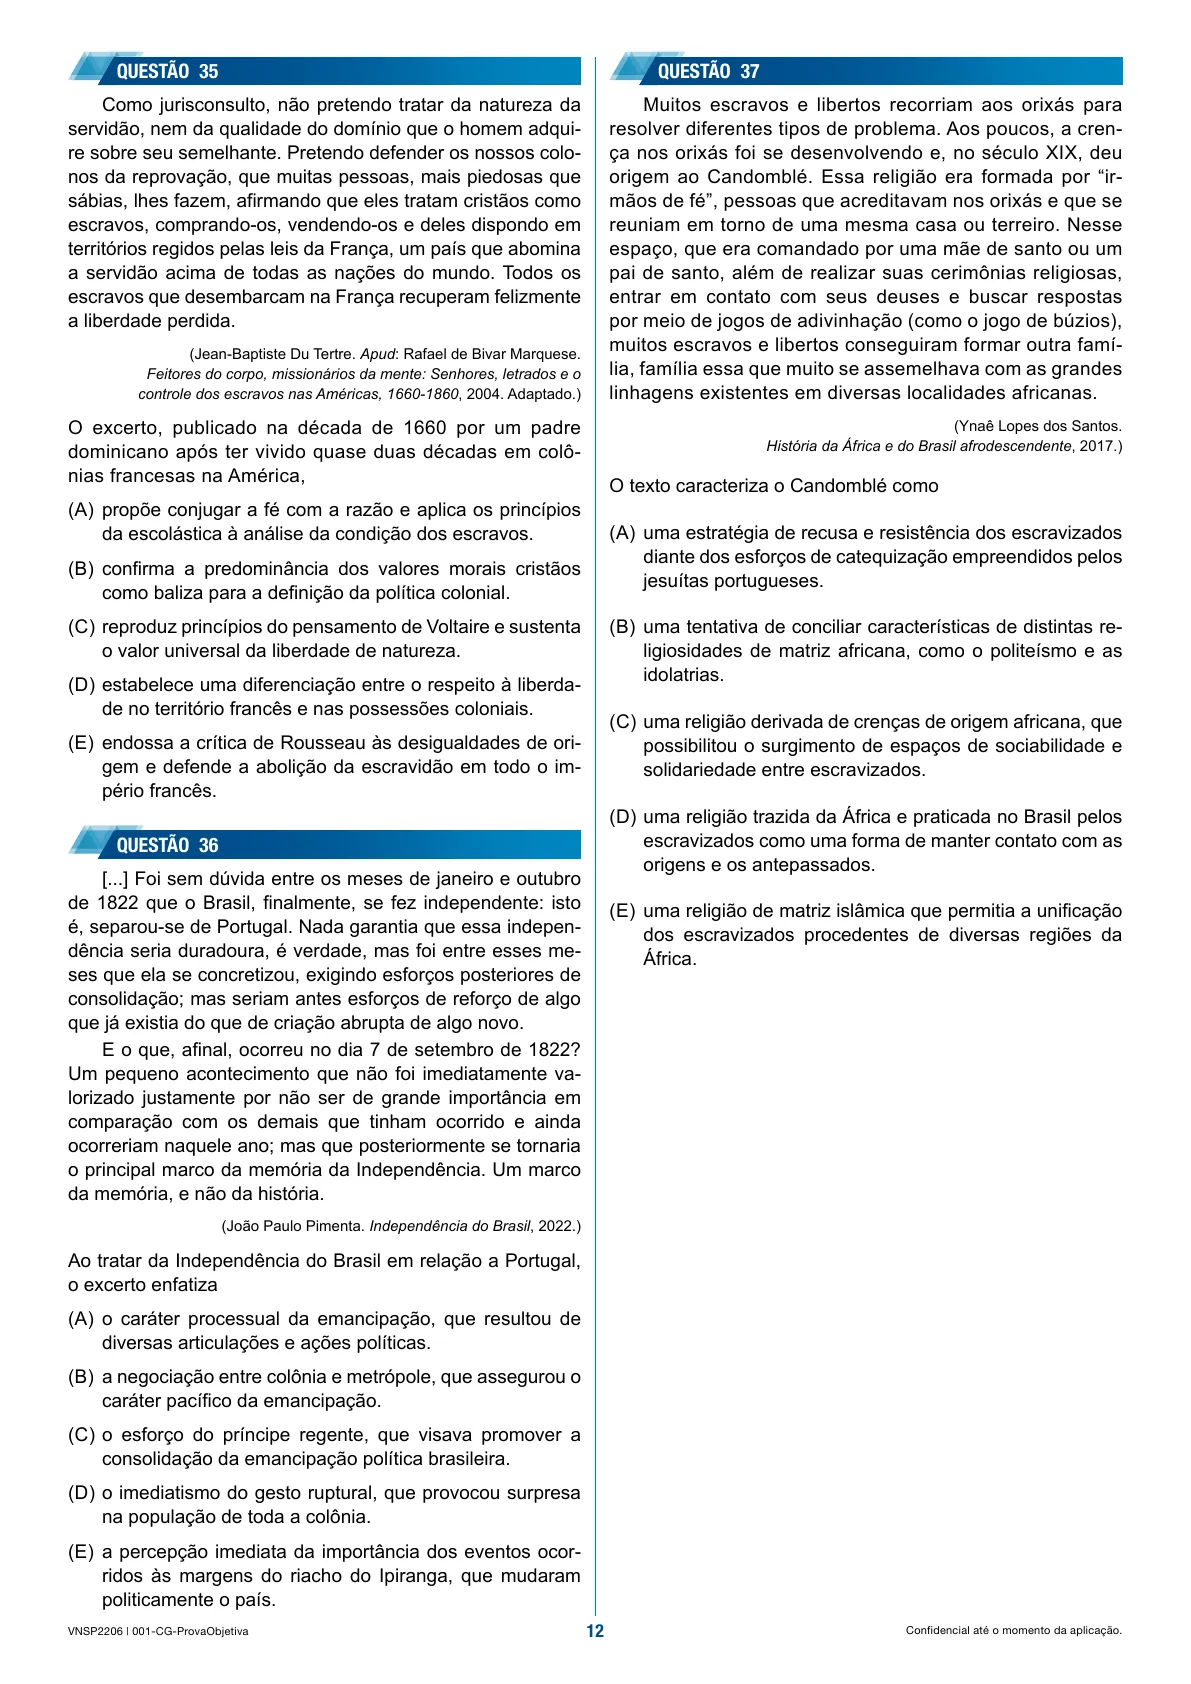 QUESTÃO 35
Como jurisconsulto, não pretendo tratar da natureza da
servidão, nem da qualidade do domínio que o homem adqui-
re sobre seu semelhante. Pretendo defender os nossos colo-
nos da reprovação, que muitas pessoas, mais piedosas que
sábias, lhes fazem, afirmando que eles tratam cristãos como
escravos, comprando-os, vendendo-os e deles dispondo em
territórios regidos pelas leis da França, um país que abomina
a servidão acima de todas as nações do mundo. Todos os
escravos que desembarcam na França recuperam felizmente
a liberdade perdida.
(Jean-Baptiste Du Tertre. Apud: Rafael de Bivar Marquese.
Feitores do corpo, missionários da mente: Senhores, letrados e o
controle dos escravos nas Américas, 1660-1860, 2004. Adaptado.)
O excerto, publicado na década de 1660 por um padre
dominicano após ter vivido quase duas décadas em colô-
nias francesas na América,
(A) propõe conjugar a fé com a razão e aplica os princípios
da escolástica à análise da condição dos escravos.
(B) confirma a predominância dos valores morais cristãos
como baliza para a definição da política colonial.
(C) reproduz princípios do pensamento de Voltaire e sustenta
o valor universal da liberdade de natureza.
(D) estabelece uma diferenciação entre o respeito à liberda-
de no território francês e nas possessões coloniais.
(E) endossa a crítica de Rousseau às desigualdades de ori-
gem e defende a abolição da escravidão em todo o im-
pério francês.
QUESTÃO 36
[...] Foi sem dúvida entre os meses de janeiro e outubro
de 1822 que o Brasil, finalmente, se fez independente: isto
é, separou-se de Portugal. Nada garantia que essa indepen-
dência seria duradoura, é verdade, mas foi entre esses me-
ses que ela se concretizou, exigindo esforços posteriores de
consolidação; mas seriam antes esforços de reforço de algo
que já existia do que de criação abrupta de algo novo.
E o que, afinal, ocorreu no dia 7 de setembro de 1822?
Um pequeno acontecimento que não foi imediatamente va-
lorizado justamente por não ser de grande importância em
comparação com os demais que tinham ocorrido e ainda
ocorreriam naquele ano; mas que posteriormente se tornaria
o principal marco da memória da Independência. Um marco
da memória, e não da história.
(João Paulo Pimenta. Independência do Brasil, 2022.)
Ao tratar da Independência do Brasil em relação a Portugal,
o excerto enfatiza
(A) o caráter processual da emancipação, que resultou de
diversas articulações e ações políticas.
(B) a negociação entre colônia e metrópole, que assegurou o
caráter pacífico da emancipação.
(C) o esforço do príncipe regente, que visava promover a
consolidação da emancipação política brasileira.
(D) o imediatismo do gesto ruptural, que provocou surpresa
na população de toda a colônia.
(E) a percepção imediata da importância dos eventos ocor-
ridos às margens do riacho do Ipiranga, que mudaram
politicamente o país.
QUESTÃO 37
Muitos escravos e libertos recorriam aos orixás para
resolver diferentes tipos de problema. Aos poucos, a cren-
ça nos orixás foi se desenvolvendo e, no século XIX, deu
origem ao Candomblé. Essa religião era formada por “ir-
mãos de fé”, pessoas que acreditavam nos orixás e que se
reuniam em torno de uma mesma casa ou terreiro. Nesse
espaço, que era comandado por uma mãe de santo ou um
pai de santo, além de realizar suas cerimônias religiosas,
entrar em contato com seus deuses e buscar respostas
por meio de jogos de adivinhação (como o jogo de búzios),
muitos escravos e libertos conseguiram formar outra famí-
lia, família essa que muito se assemelhava com as grandes
linhagens existentes em diversas localidades africanas.
(Ynaê Lopes dos Santos.
História da África e do Brasil afrodescendente, 2017.)
O texto caracteriza o Candomblé como
(A) uma estratégia de recusa e resistência dos escravizados
diante dos esforços de catequização empreendidos pelos
jesuítas portugueses.
(B) uma tentativa de conciliar características de distintas re-
ligiosidades de matriz africana, como o politeísmo e as
idolatrias.
(C) uma religião derivada de crenças de origem africana, que
possibilitou o surgimento de espaços de sociabilidade e
solidariedade entre escravizados.
(D) uma religião trazida da África e praticada no Brasil pelos
escravizados como uma forma de manter contato com as
origens e os antepassados.
(E) uma religião de matriz islâmica que permitia a unificação
dos escravizados procedentes de diversas regiões da
África.
VNSP2206 | 001-CG-ProvaObjetiva
12
Confidencial até o momento da aplicação.